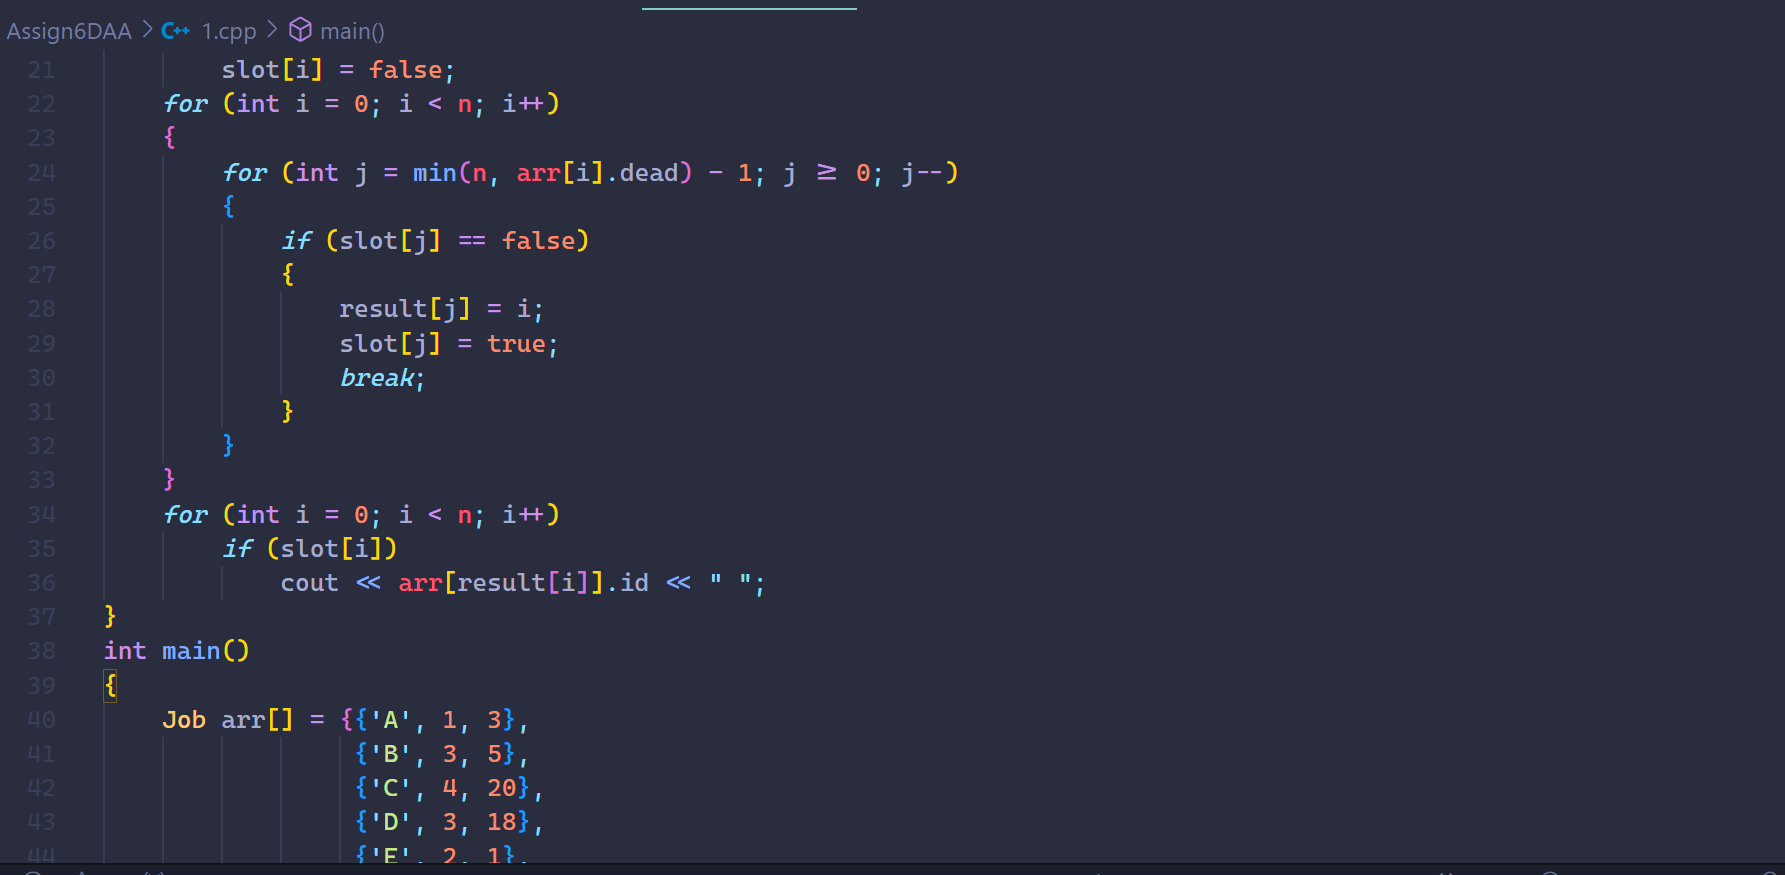 Assign6DAA > C++ 1.cpp > main()
21 slot[i] = false;
22 for (int i = 0; i < n; i++)
23 {
24 for (int j = min(n, arr[i].dead) - 1; j >= 0; j--)
25 {
26 if (slot[j] == false)
27 {
28 result[j] = i;
29 slot[j] = true;
30 break;
31 }
32 }
33 }
34 for (int i = 0; i < n; i++)
35 if (slot[i])
36 cout << arr[result[i]].id << " ";
37 }
38 int main()
39 {
40 Job arr[] = {{'A', 1, 3},
41 {'B', 3, 5},
42 {'C', 4, 20},
43 {'D', 3, 18},
44 {'E', 2, 1},